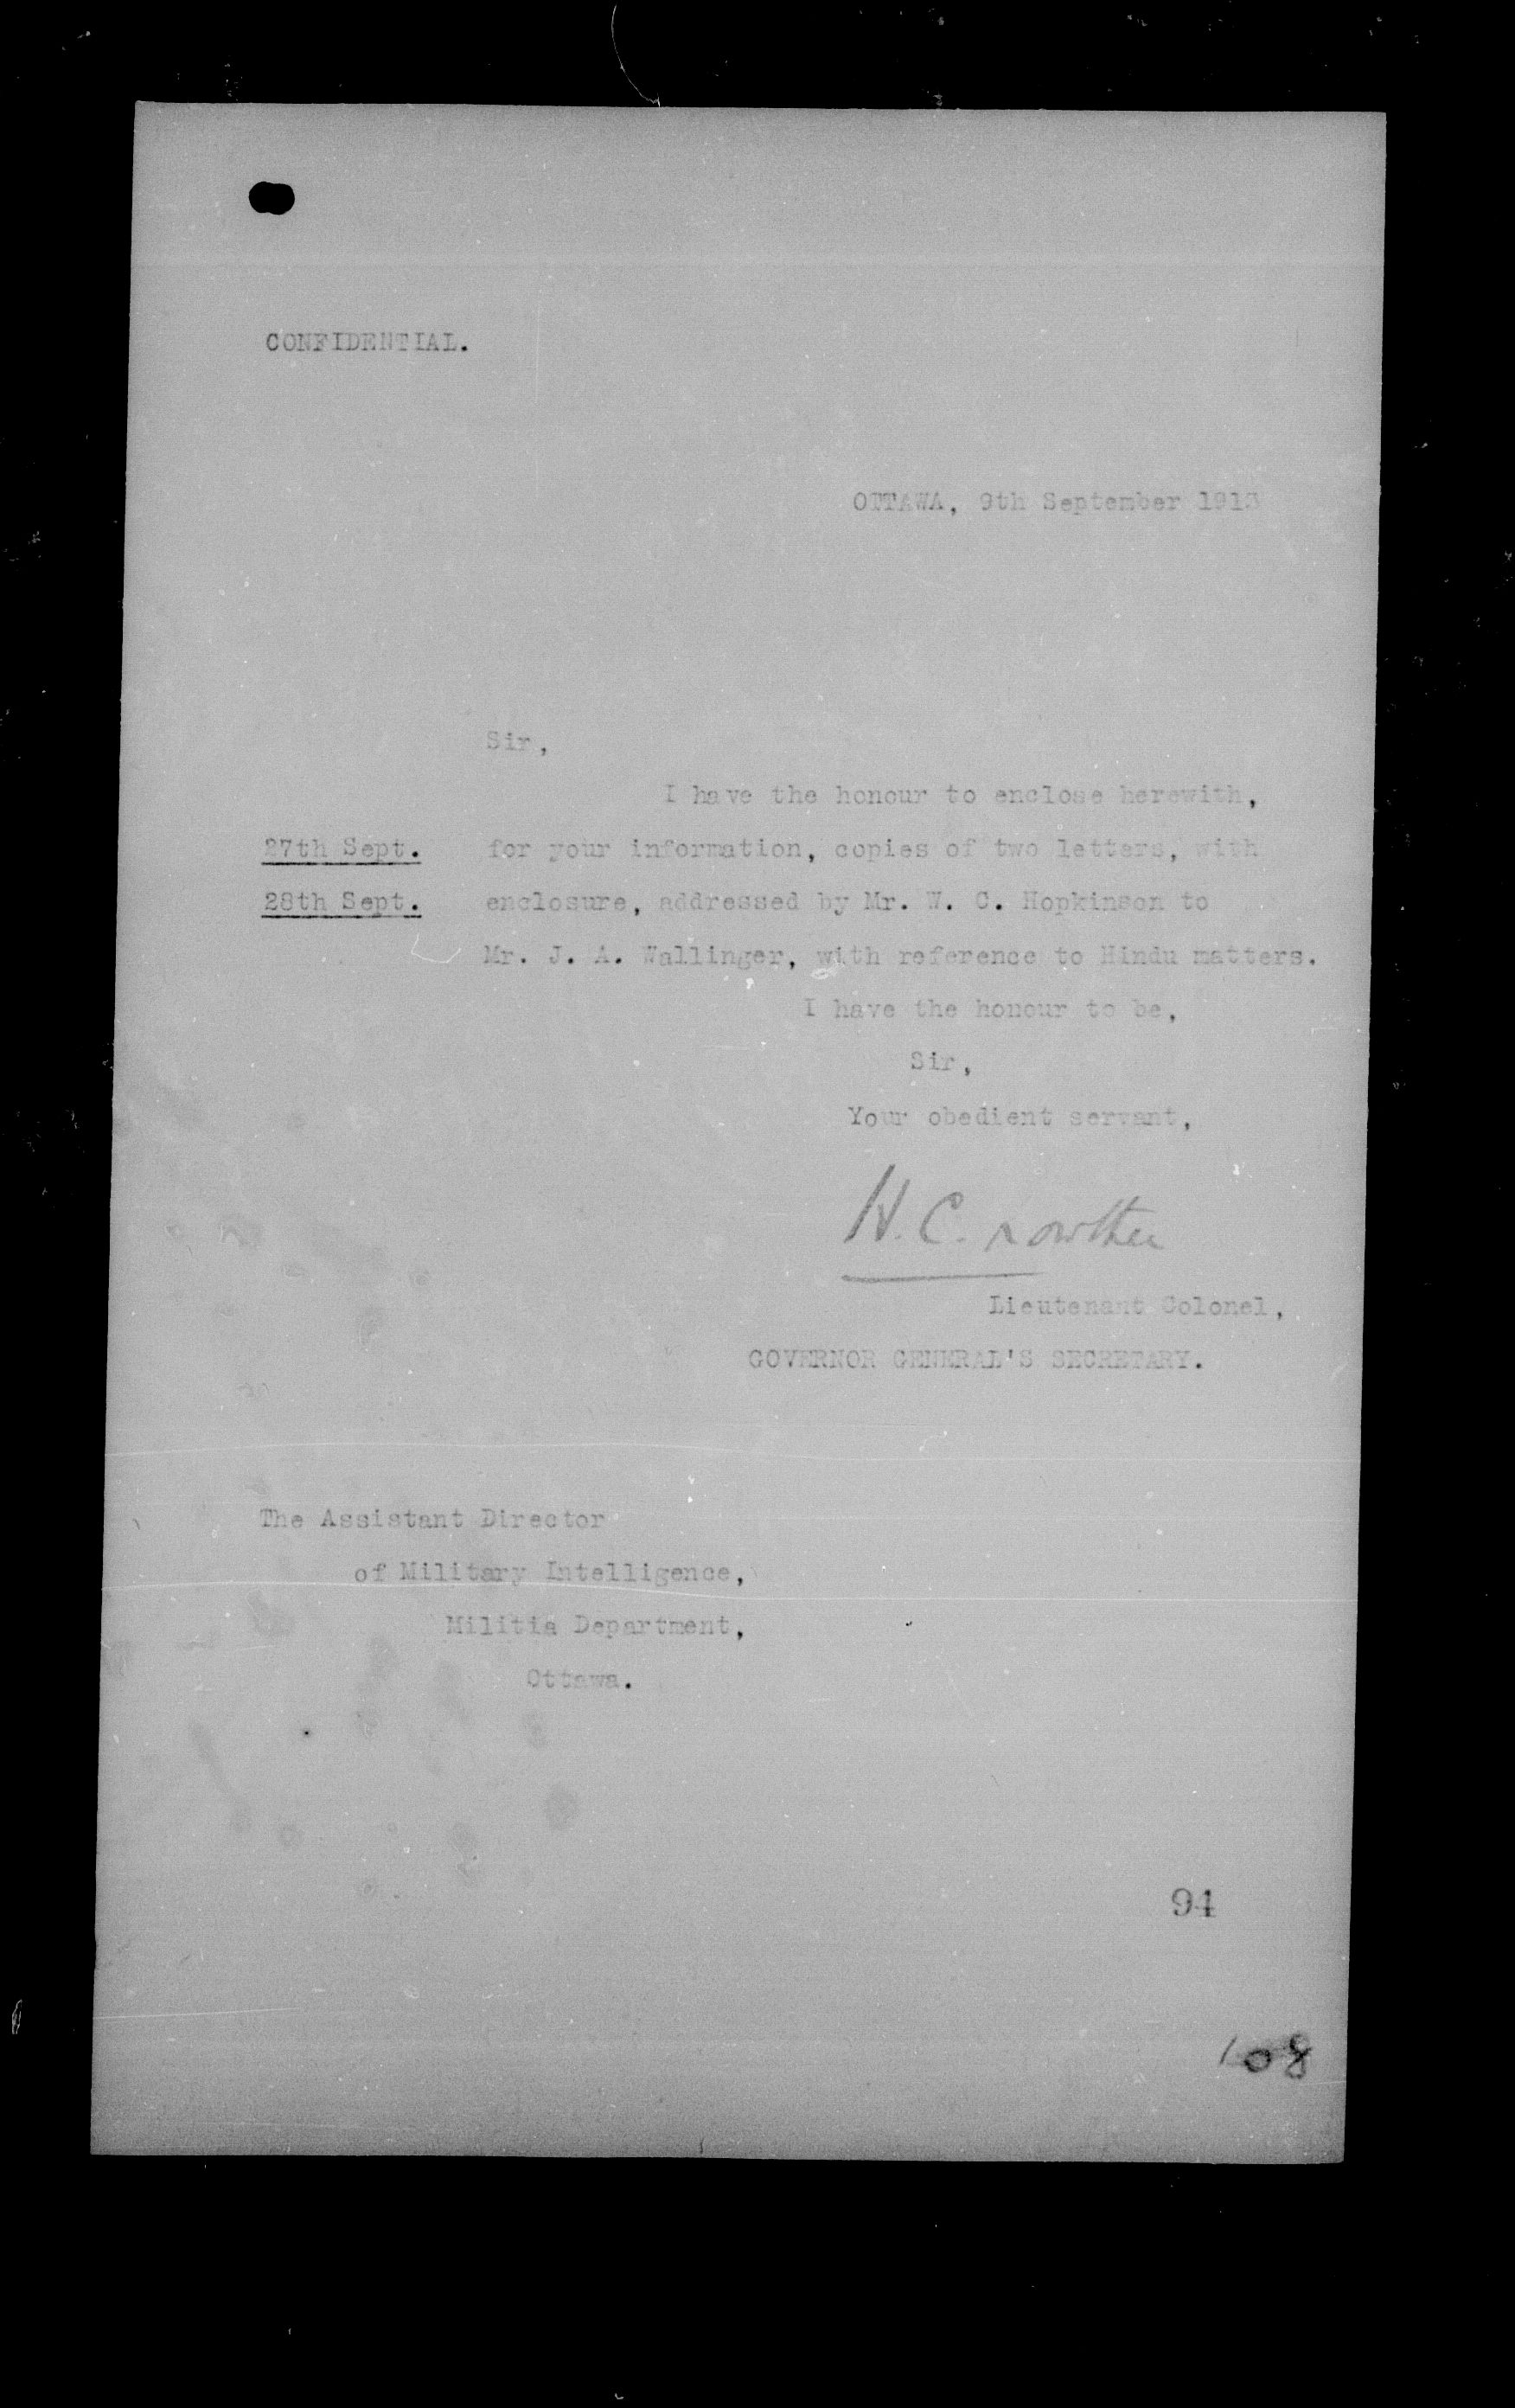 CONFIDENTIAL.
OTTAWA, 9th September 1913
Sir,
I have the honour to enclose herewith,
27th Sept. for your information, copies of two letters, with
28th Sept. enclosure, addressed by Mr. W. C. Hopkinson to
Mr. J. A. Wallinger, with reference to Hindu matters.
I have the honour to be,
Sir,
Your obedient servant,
H. C. Lowther
Lieutenant Colonel,
GOVERNOR GENERAL'S SECRETARY.
The Assistant Director
of Military Intelligence,
Militia Department,
Ottawa.
94
108